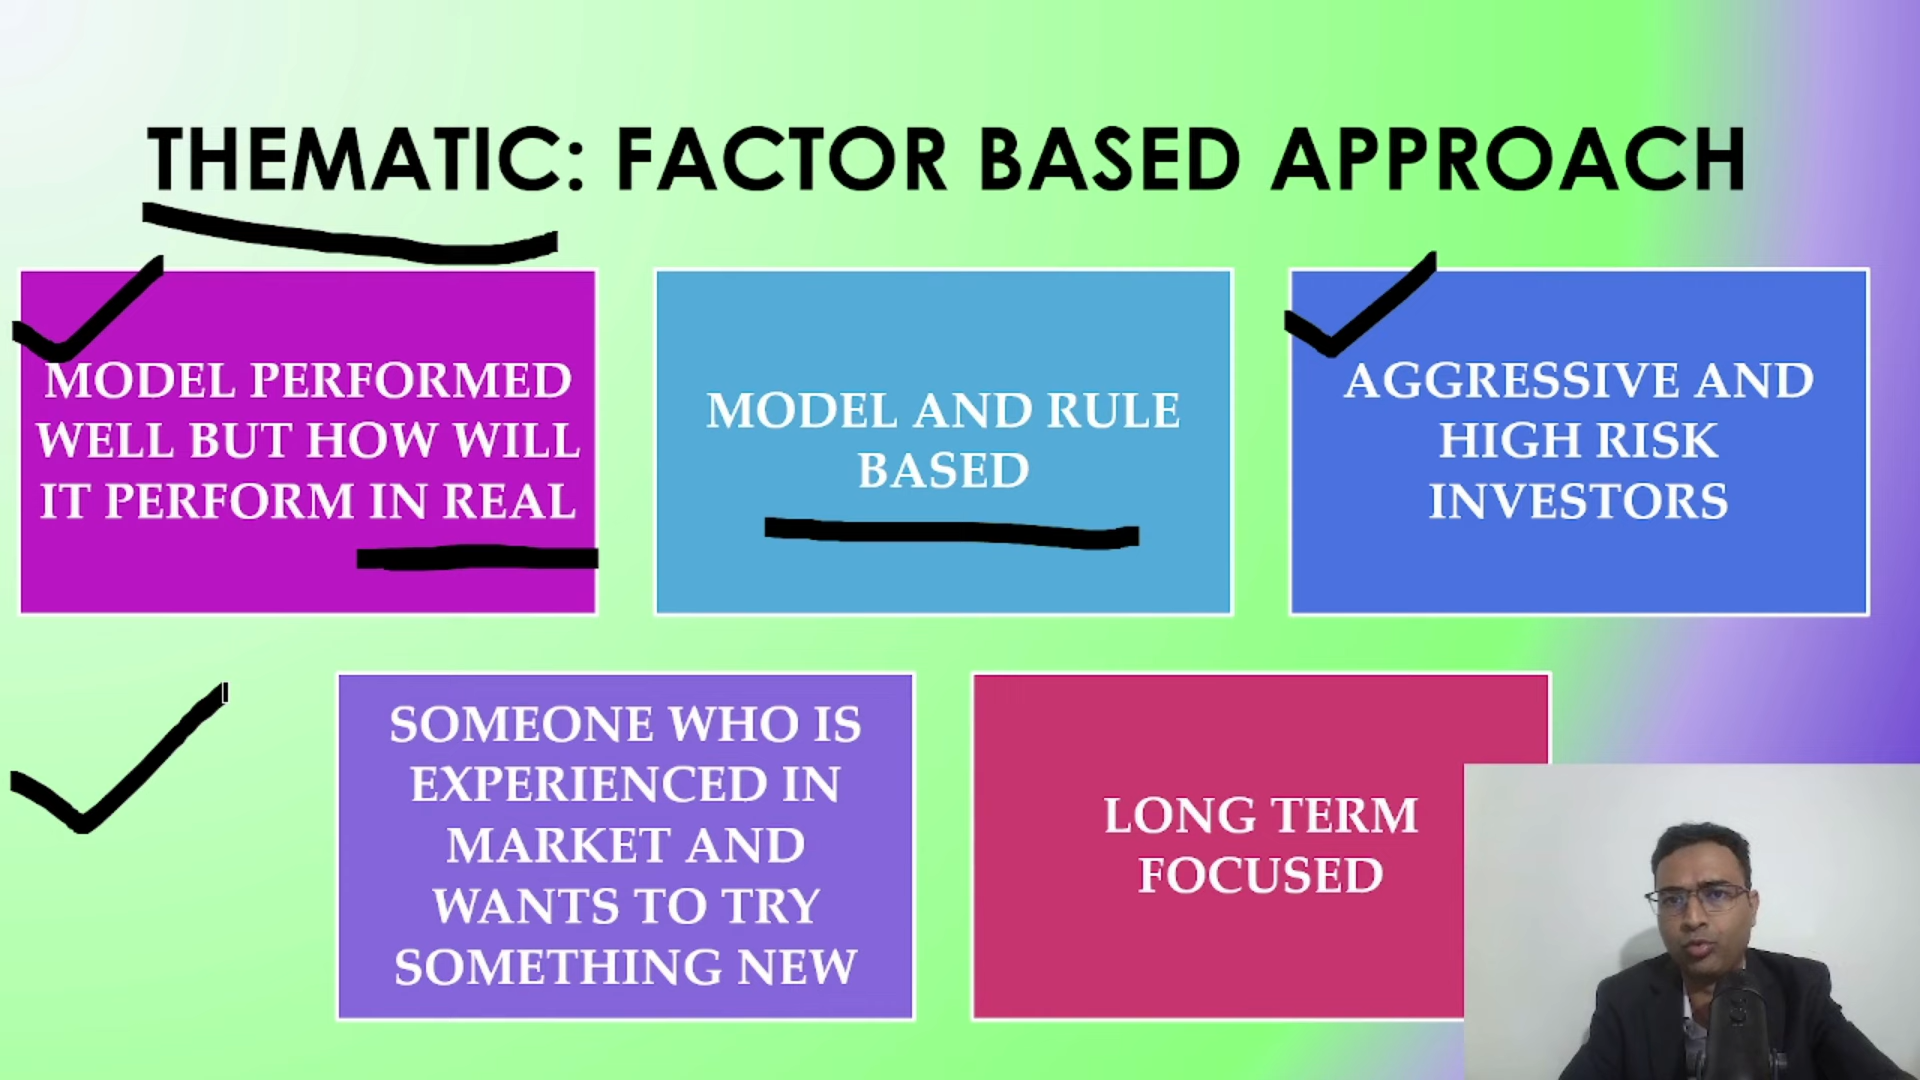 THEMATIC: FACTOR BASED APPROACH
MODEL PERFORMED
WELL BUT HOW WILL
IT PERFORM IN REAL
MODEL AND RULE
BASED
AGGRESSIVE AND
HIGH RISK
INVESTORS
SOMEONE WHO IS
EXPERIENCED IN
MARKET AND
WANTS TO TRY
SOMETHING NEW
LONG TERM
FOCUSED